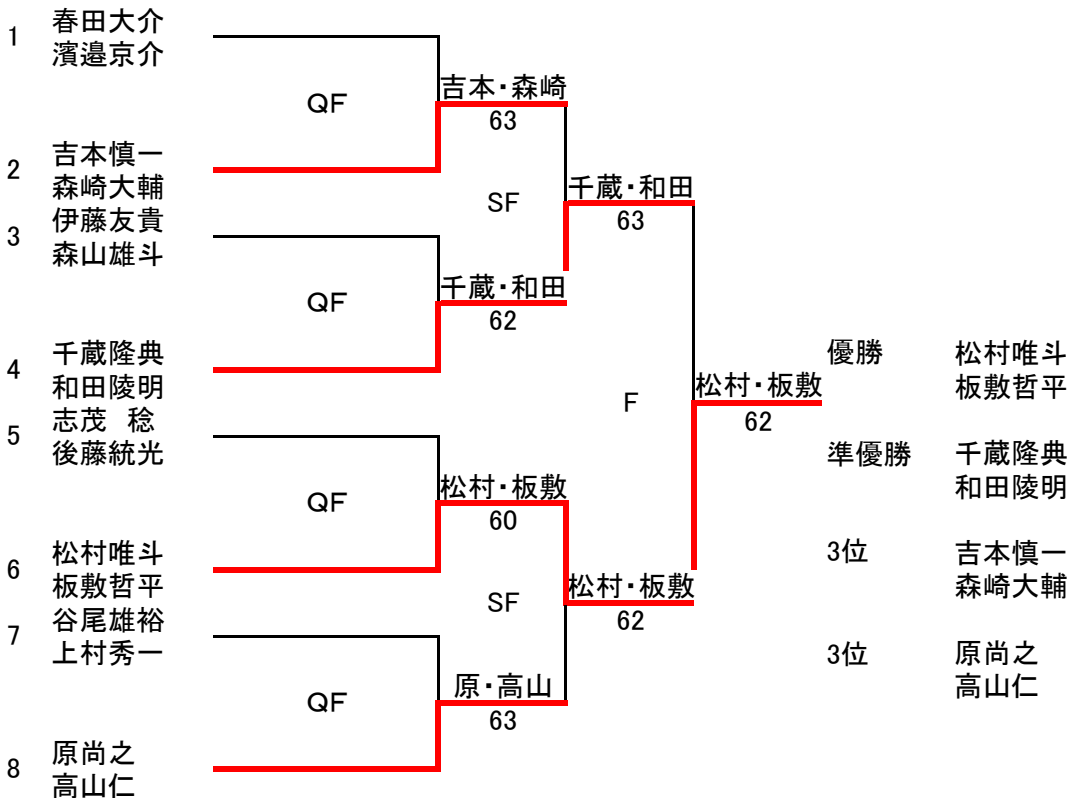 1
春田大介
濱邉京介
QF
吉本・森崎
63
2
吉本慎一
森崎大輔
SF
千蔵・和田
63
3
伊藤友貴
森山雄斗
QF
千蔵・和田
62
4
千蔵隆典
和田陵明
F
松村・板敷
62
5
志茂　稔
後藤統光
QF
松村・板敷
60
6
松村唯斗
板敷哲平
SF
松村・板敷
62
7
谷尾雄裕
上村秀一
QF
原・高山
63
8
原尚之
高山仁
優勝
松村唯斗
板敷哲平
準優勝
千蔵隆典
和田陵明
3位
吉本慎一
森崎大輔
3位
原尚之
高山仁